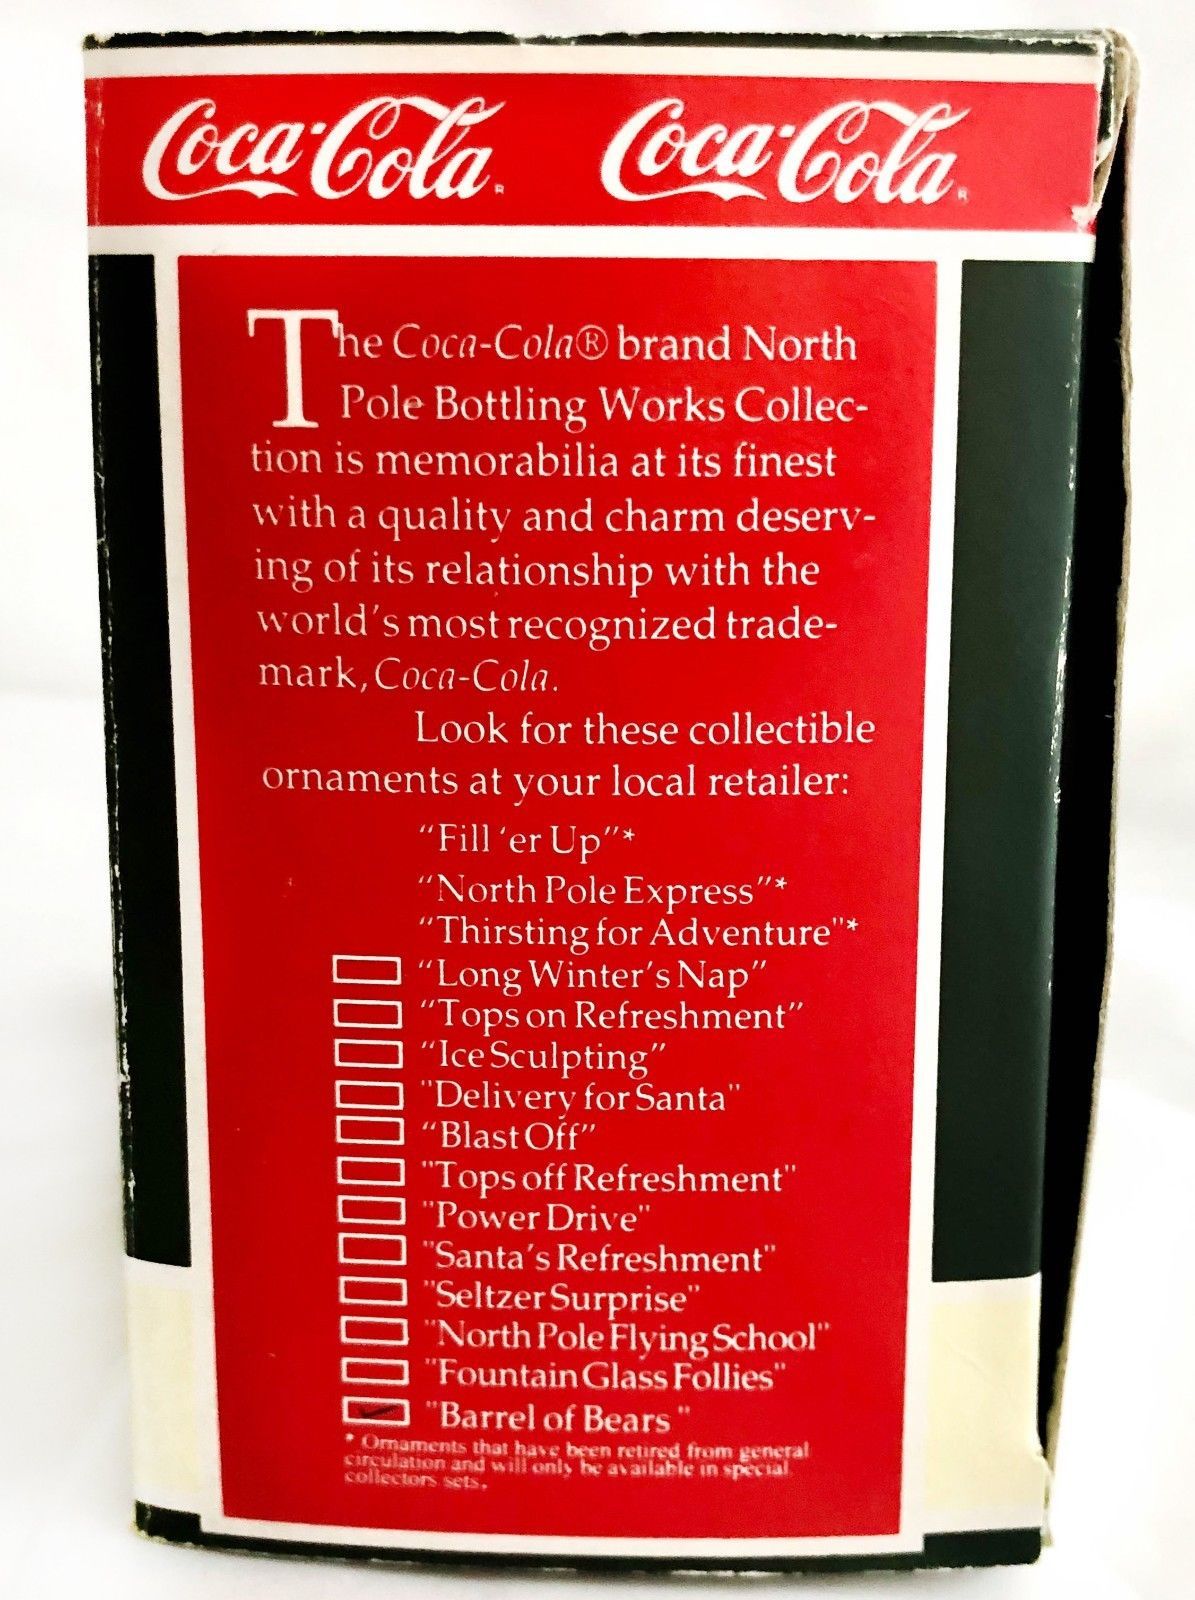 Coca-Cola® Coca-Cola®
The Coca-Cola® brand North
Pole Bottling Works Collec-
tion is memorabilia at its finest
with a quality and charm deserv-
ing of its relationship with the
world's most recognized trade-
mark, Coca-Cola.
Look for these collectible
ornaments at your local retailer:
"Fill 'er Up"*
"North Pole Express"*
"Thirsting for Adventure"*
"Long Winter's Nap"
"Tops on Refreshment"
"Ice Sculpting"
"Delivery for Santa"
"Blast Off"
"Tops off Refreshment"
"Power Drive"
"Santa's Refreshment"
"Seltzer Surprise"
"North Pole Flying School"
"Fountain Glass Follies"
"Barrel of Bears"
* Ornaments that have been retired from general
circulation and will only be available in special
collectors sets.